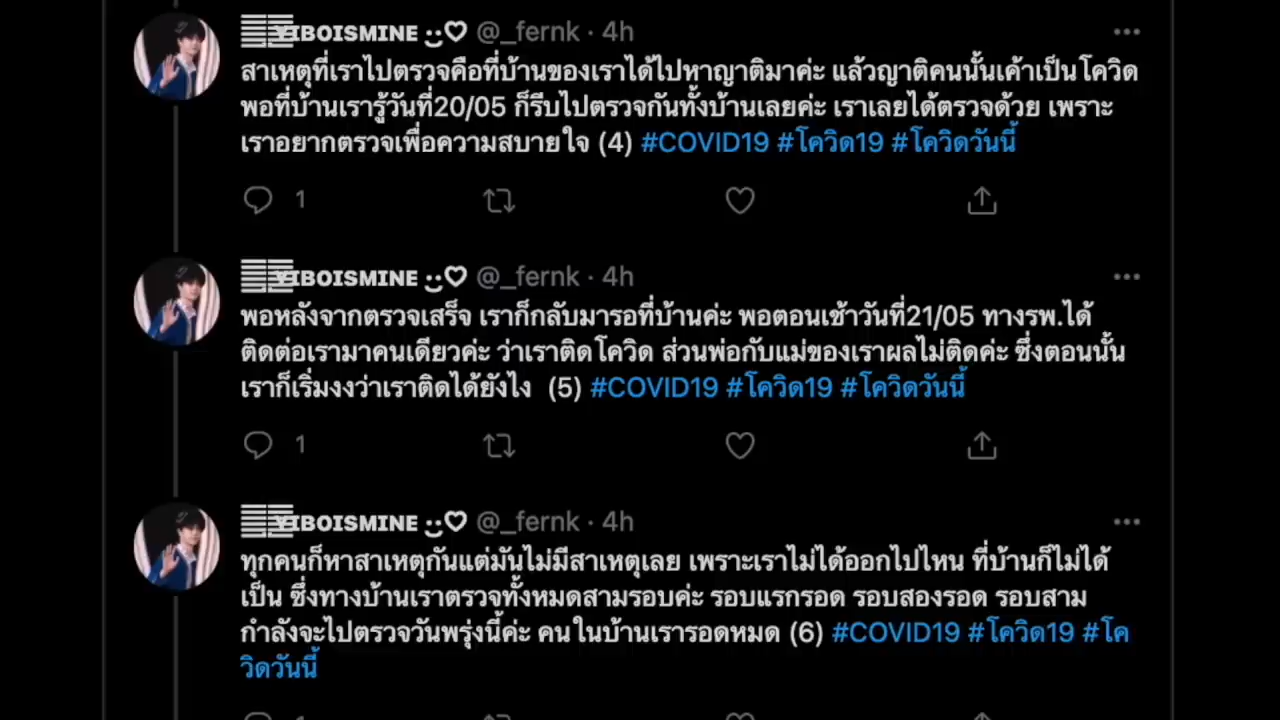 YIBOISMINE @_fernk · 4h
สาเหตุที่เราไปตรวจคือที่บ้านของเราได้ไปหาญาติมาค่ะ แล้วญาติคนนั้นเค้าเป็นโควิด
พอที่บ้านเรารู้วันที่20/05 ก็รีบไปตรวจกันทั้งบ้านเลยค่ะ เราเลยได้ตรวจด้วย เพราะ
เราอยากตรวจเพื่อความสบายใจ (4) #COVID19 #โควิด19 #โควิดวันนี้
1
YIBOISMINE @_fernk · 4h
พอหลังจากตรวจเสร็จ เราก็กลับมารอที่บ้านค่ะ พอตอนเช้าวันที่21/05 ทางรพ.ได้
ติดต่อเรามาคนเดียวค่ะ ว่าเราติดโควิด ส่วนพ่อกับแม่ของเราผลไม่ติดค่ะ ซึ่งตอนนั้น
เราก็เริ่มงงว่าเราติดได้ยังไง (5) #COVID19 #โควิด19 #โควิดวันนี้
1
YIBOISMINE @_fernk · 4h
ทุกคนก็หาสาเหตุกันแต่มันไม่มีสาเหตุเลย เพราะเราไม่ได้ออกไปไหน ที่บ้านก็ไม่ได้
เป็น ซึ่งทางบ้านเราตรวจทั้งหมดสามรอบค่ะ รอบแรกรอด รอบสองรอด รอบสาม
กำลังจะไปตรวจวันพรุ่งนี้ค่ะ คนในบ้านเรารอดหมด (6) #COVID19 #โควิด19 #โค
วิดวันนี้